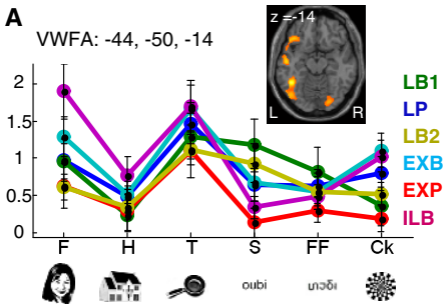 A
VWFA: -44, -50, -14
z = -14
L R
2
1.5
1
0.5
0
F H T S FF Ck
LB1
LP
LB2
EXB
EXP
ILB
oubi